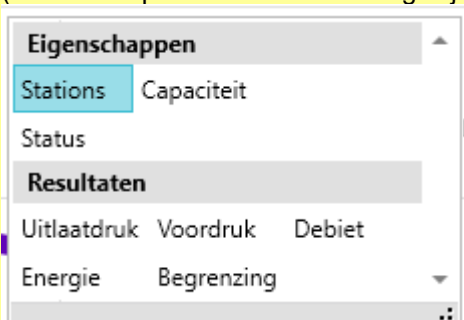 Eigenschappen
Stations Capaciteit
Status
Resultaten
Uitlaatdruk Voordruk Debiet
Energie Begrenzing